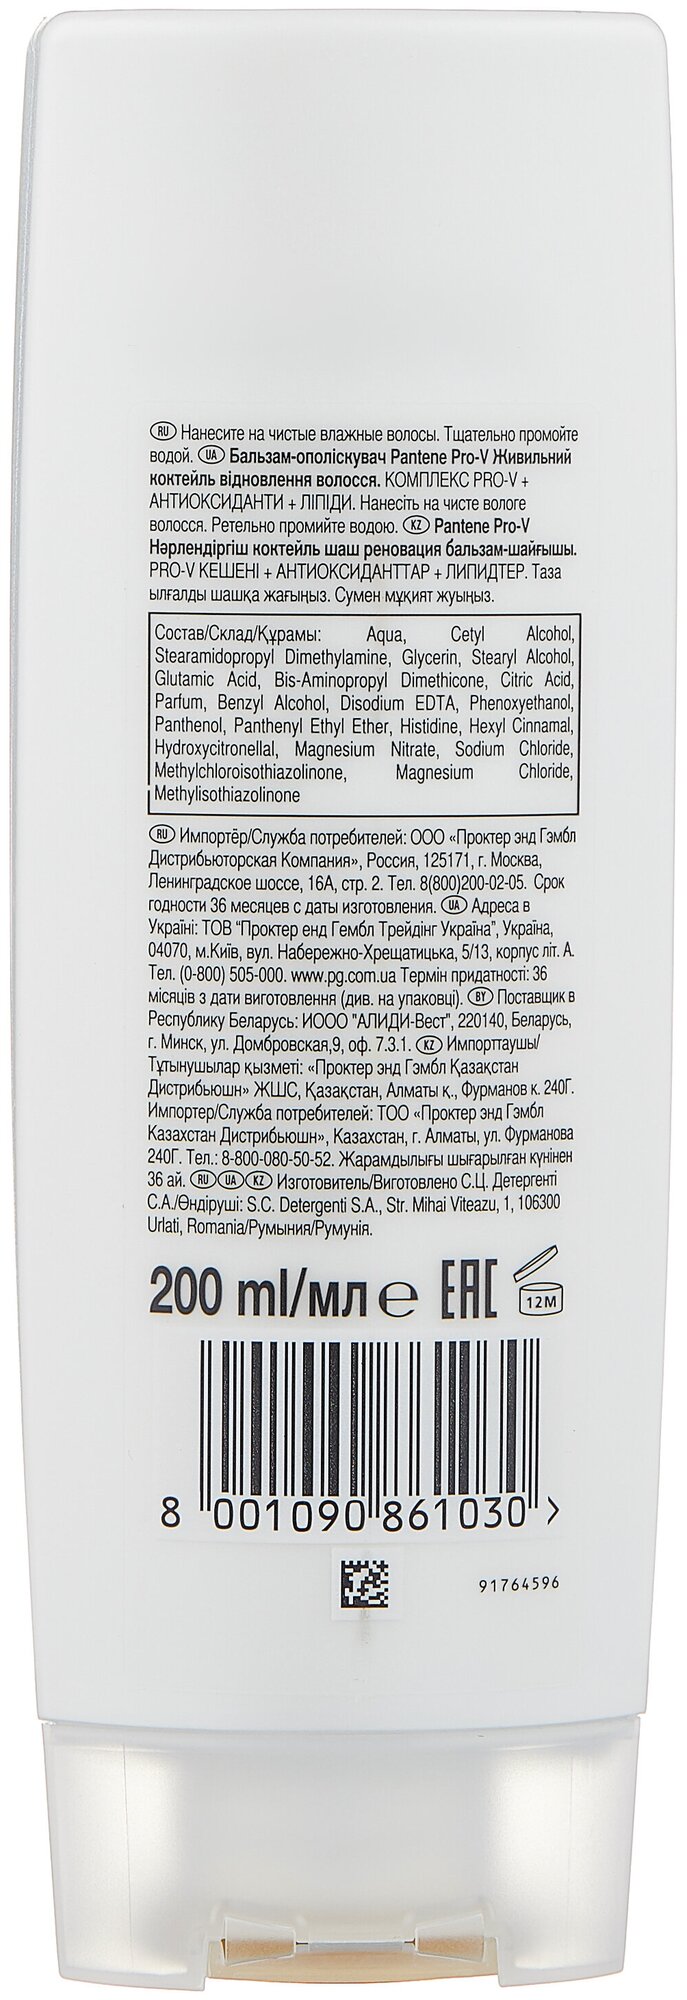 RU Нанесите на чистые влажные волосы. Тщательно промойте
водой. UA Бальзам-ополіскувач Pantene Pro-V Живильний
коктейль відновлення волосся. КОМПЛЕКС PRO-V +
АНТИОКСИДАНТИ + ЛІПІДИ. Нанесіть на чисте вологе
волосся. Ретельно промийте водою. KZ Pantene Pro-V
Нәрлендіргіш коктейль шаш реновация бальзам-шайғышы.
PRO-V КЕШЕНІ + АНТИОКСИДАНТТАР + ЛИПИДТЕР. Таза
ылғалды шашқа жағыңыз. Сумен мұқият жуыңыз.
Состав/Склад/Құрамы: Aqua, Cetyl Alcohol,
Stearamidopropyl Dimethylamine, Glycerin, Stearyl Alcohol,
Glutamic Acid, Bis-Aminopropyl Dimethicone, Citric Acid,
Parfum, Benzyl Alcohol, Disodium EDTA, Phenoxyethanol,
Panthenol, Panthenyl Ethyl Ether, Histidine, Hexyl Cinnamal,
Hydroxycitronellal, Magnesium Nitrate, Sodium Chloride,
Methylchloroisothiazolinone, Magnesium Chloride,
Methylisothiazolinone
RU Импортёр/Служба потребителей: ООО «Проктер энд Гэмбл
Дистрибьюторская Компания», Россия, 125171, г. Москва,
Ленинградское шоссе, 16А, стр. 2. Тел. 8(800)200-02-05. Срок
годности 36 месяцев с даты изготовления. UA Адреса в
Україні: ТОВ "Проктер енд Гембл Трейдінг Україна", Україна,
04070, м.Київ, вул. Набережно-Хрещатицька, 5/13, корпус літ. А.
Тел. (0-800) 505-000. www.pg.com.ua Термін придатності: 36
місяців з дати виготовлення (див. на упаковці). BY Поставщик в
Республику Беларусь: ИООО "АЛИДИ-Вест", 220140, Беларусь,
г. Минск, ул. Домбровская,9, оф. 7.3.1. KZ Импорттаушы/
Тұтынушылар қызметі: «Проктер энд Гэмбл Қазақстан
Дистрибьюшн» ЖШС, Қазақстан, Алматы қ., Фурманов к. 240Г.
Импортер/Служба потребителей: ТОО «Проктер энд Гэмбл
Казахстан Дистрибьюшн», Казахстан, г. Алматы, ул. Фурманова
240Г. Тел.: 8-800-080-50-52. Жарамдылығы шығарылған күнінен
36 ай. RU UA KZ Изготовитель/Виготовлено С.Ц. Детергенті
С.А./Өндіруші: S.C. Detergenti S.A., Str. Mihai Viteazu, 1, 106300
Urlati, Romania/Румыния/Румунія.
200 ml/мл ℮ EAC 12M
8 001090 861030 >
91764596